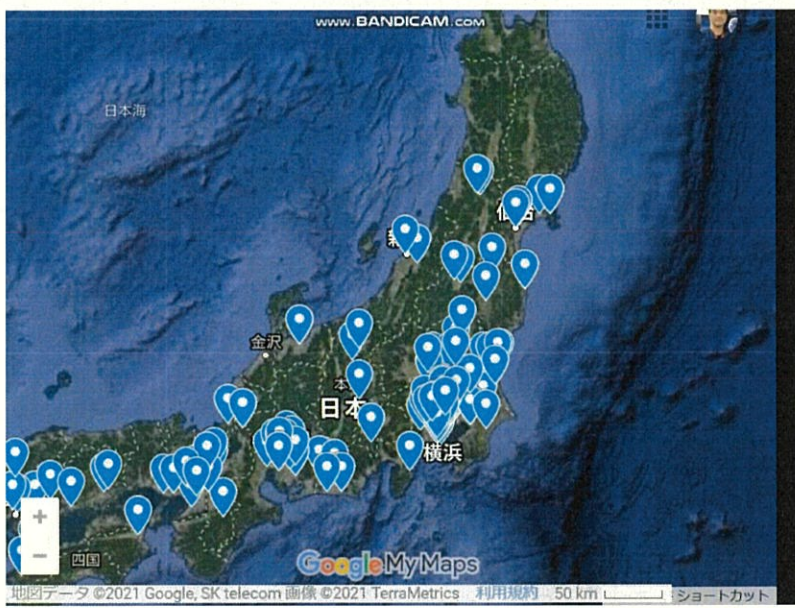 www.BANDICAM.com
日本海
仙台
金沢
日本
横浜
四国
Google My Maps
地図データ ©2021 Google, SK telecom 画像 ©2021 TerraMetrics 利用規約 50 km ショートカット